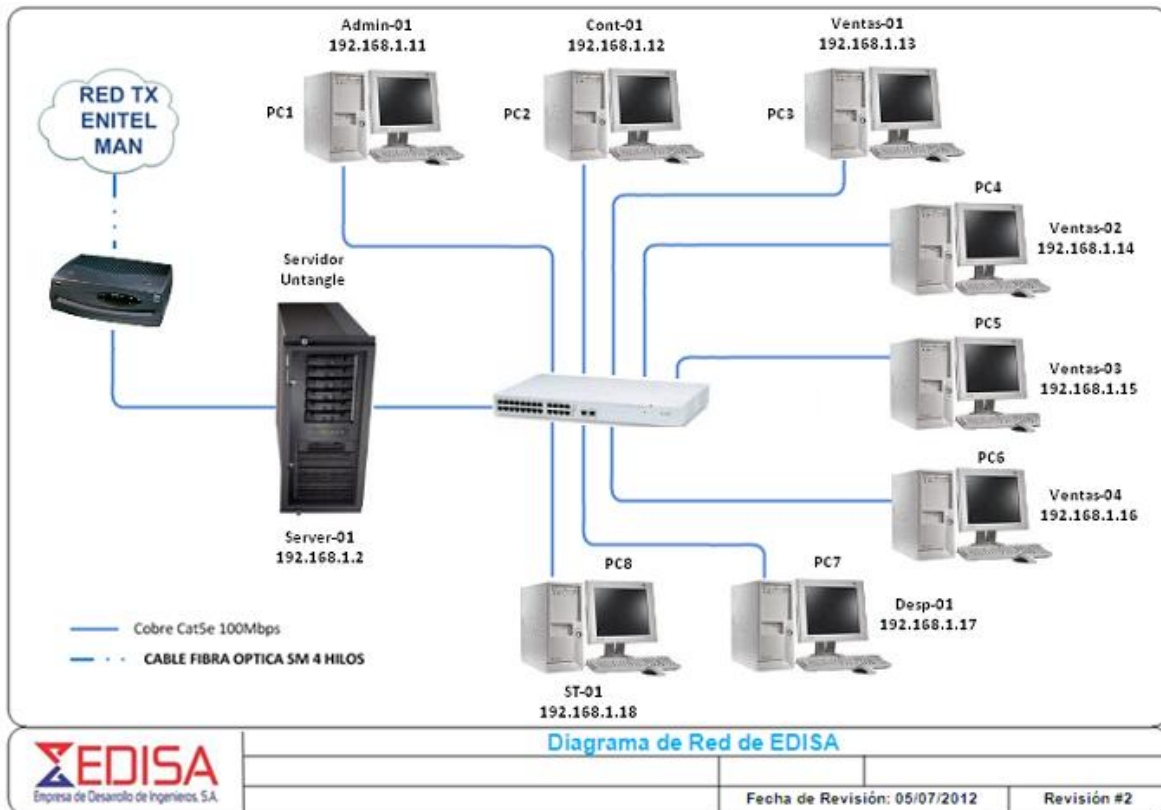 Admin-01
192.168.1.11
PC1
Cont-01
192.168.1.12
PC2
Ventas-01
192.168.1.13
PC3
RED TX
ENITEL
MAN
PC4
Ventas-02
192.168.1.14
Servidor
Untangle
PC5
Ventas-03
192.168.1.15
PC6
Ventas-04
192.168.1.16
Server-01
192.168.1.2
PC8
PC7
Desp-01
192.168.1.17
ST-01
192.168.1.18
Cobre Cat5e 100Mbps
CABLE FIBRA OPTICA SM 4 HILOS
EDISA
Empresa de Desarrollo de Ingenieros, S.A.
Diagrama de Red de EDISA
Fecha de Revisión: 05/07/2012
Revisión #2